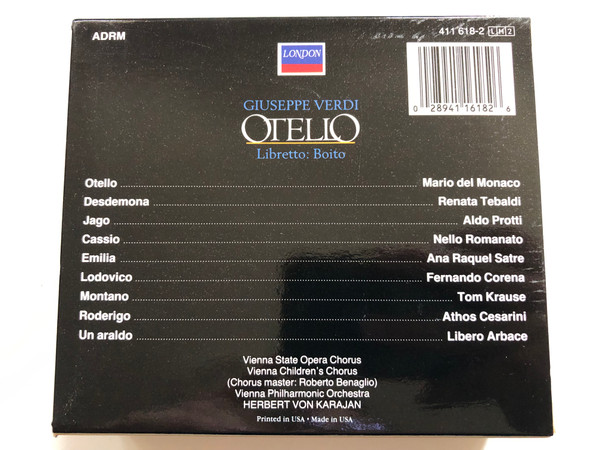 ADRM
411 618-2 LH2
LONDON
0 28941 16182 6
GIUSEPPE VERDI
OTELLO
Libretto: Boito
Otello Mario del Monaco
Desdemona Renata Tebaldi
Jago Aldo Protti
Cassio Nello Romanato
Emilia Ana Raquel Satre
Lodovico Fernando Corena
Montano Tom Krause
Roderigo Athos Cesarini
Un araldo Libero Arbace
Vienna State Opera Chorus
Vienna Children's Chorus
(Chorus master: Roberto Benaglio)
Vienna Philharmonic Orchestra
HERBERT VON KARAJAN
Printed in USA • Made in USA